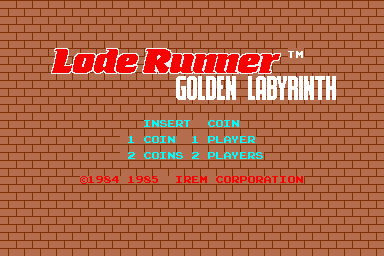 Lode Runner ™
GOLDEN LABYRINTH
INSERT COIN
1 COIN 1 PLAYER
2 COINS 2 PLAYERS
©1984 1985 IREM CORPORATION